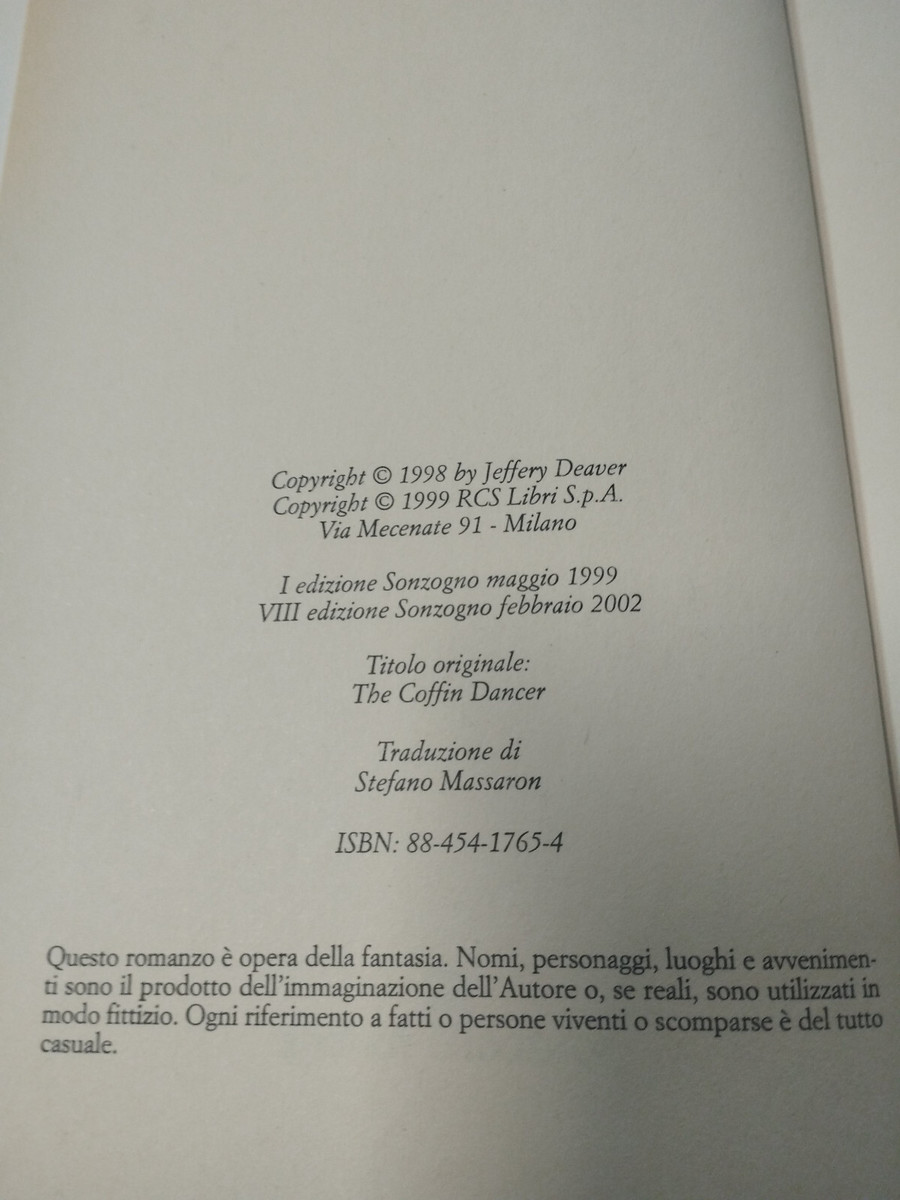 Copyright © 1998 by Jeffery Deaver
Copyright © 1999 RCS Libri S.p.A.
Via Mecenate 91 - Milano
I edizione Sonzogno maggio 1999
VIII edizione Sonzogno febbraio 2002
Titolo originale:
The Coffin Dancer
Traduzione di
Stefano Massaron
ISBN: 88-454-1765-4
Questo romanzo è opera della fantasia. Nomi, personaggi, luoghi e avvenimen-
ti sono il prodotto dell'immaginazione dell'Autore o, se reali, sono utilizzati in
modo fittizio. Ogni riferimento a fatti o persone viventi o scomparse è del tutto
casuale.